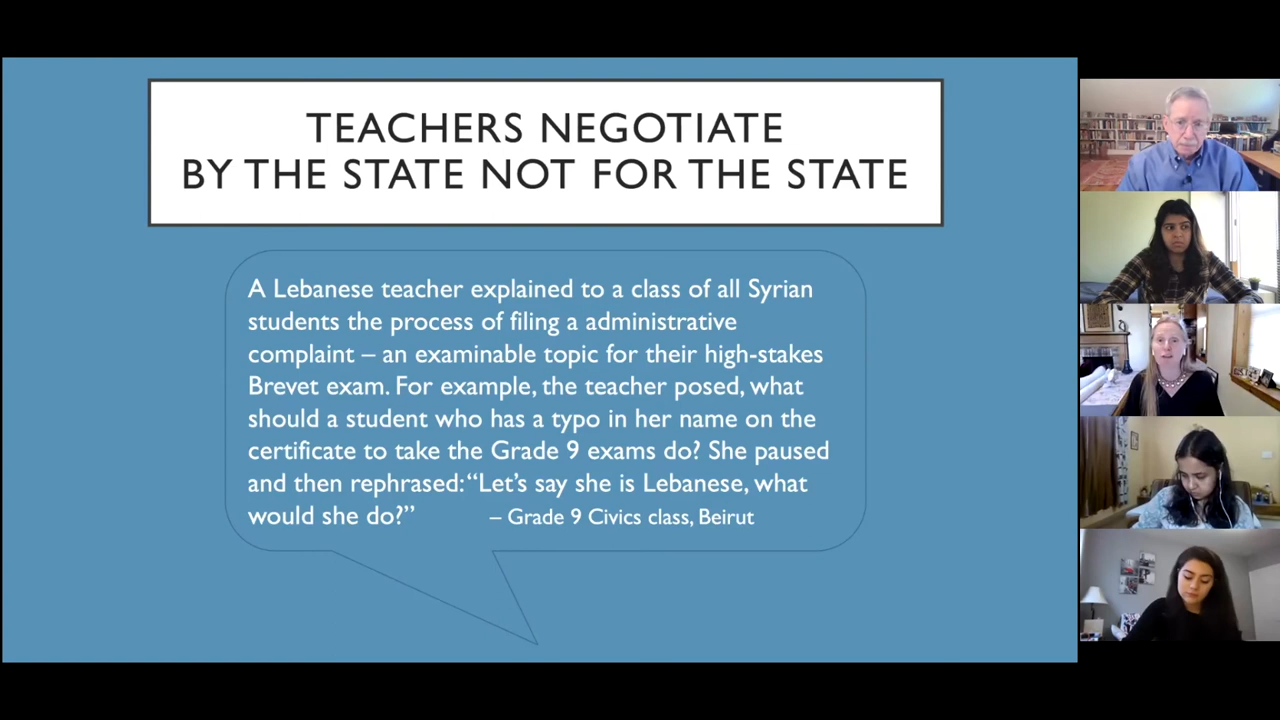 TEACHERS NEGOTIATE
BY THE STATE NOT FOR THE STATE
A Lebanese teacher explained to a class of all Syrian
students the process of filing a administrative
complaint – an examinable topic for their high-stakes
Brevet exam. For example, the teacher posed, what
should a student who has a typo in her name on the
certificate to take the Grade 9 exams do? She paused
and then rephrased: “Let’s say she is Lebanese, what
would she do?” – Grade 9 Civics class, Beirut